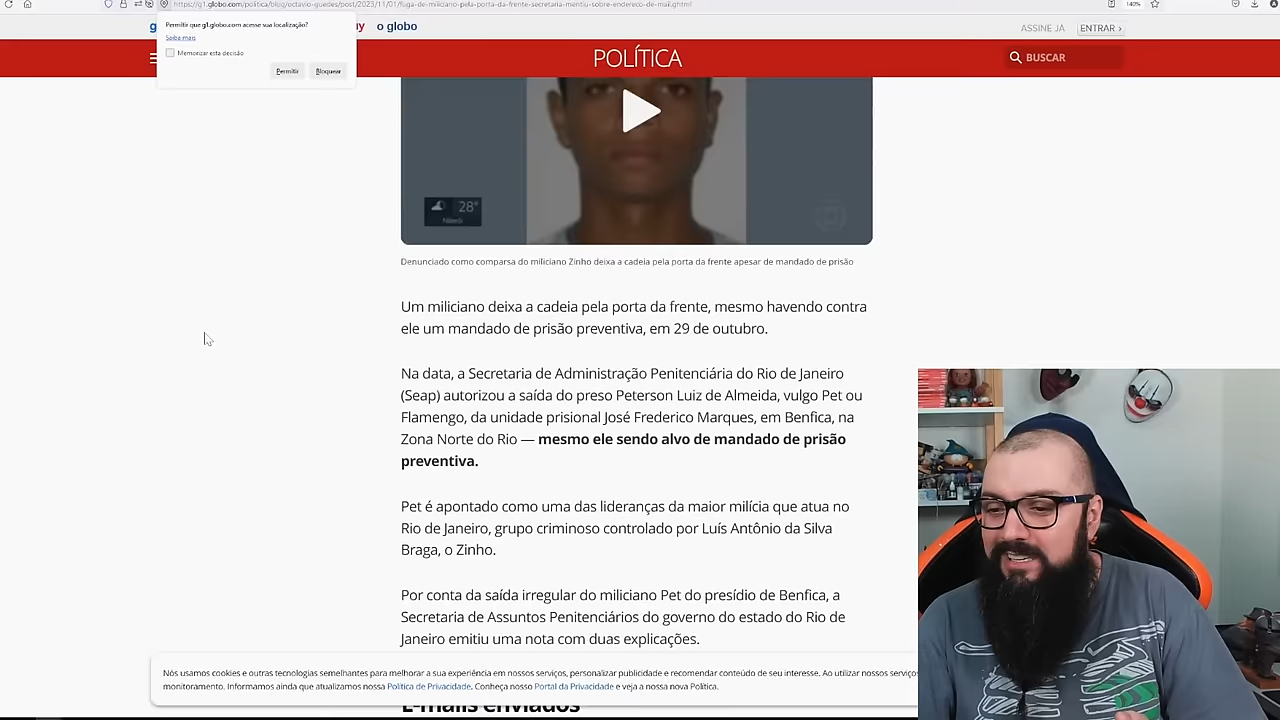 https://g1.globo.com/politica/blog/octavio-guedes/post/2023/11/01/fuga-de-miliciano-pela-porta-da-frente-secretaria-mentiu-sobre-endereco-de-mail.ghtml
140%
Permitir que g1.globo.com acesse sua localização?
Saiba mais
Memorizar esta decisão
Permitir Bloquear
o globo
ASSINE JÁ ENTRAR ›
POLÍTICA
BUSCAR
28°
Niterói
Denunciado como comparsa do miliciano Zinho deixa a cadeia pela porta da frente apesar de mandado de prisão
Um miliciano deixa a cadeia pela porta da frente, mesmo havendo contra
ele um mandado de prisão preventiva, em 29 de outubro.
Na data, a Secretaria de Administração Penitenciária do Rio de Janeiro
(Seap) autorizou a saída do preso Peterson Luiz de Almeida, vulgo Pet ou
Flamengo, da unidade prisional José Frederico Marques, em Benfica, na
Zona Norte do Rio — mesmo ele sendo alvo de mandado de prisão
preventiva.
Pet é apontado como uma das lideranças da maior milícia que atua no
Rio de Janeiro, grupo criminoso controlado por Luís Antônio da Silva
Braga, o Zinho.
Por conta da saída irregular do miliciano Pet do presídio de Benfica, a
Secretaria de Assuntos Penitenciários do governo do estado do Rio de
Janeiro emitiu uma nota com duas explicações.
Nós usamos cookies e outras tecnologias semelhantes para melhorar a sua experiência em nossos serviços, personalizar publicidade e recomendar conteúdo de seu interesse. Ao utilizar nossos serviços
monitoramento. Informamos ainda que atualizamos nossa Política de Privacidade. Conheça nosso Portal da Privacidade e veja a nossa nova Política.
E-mails enviados